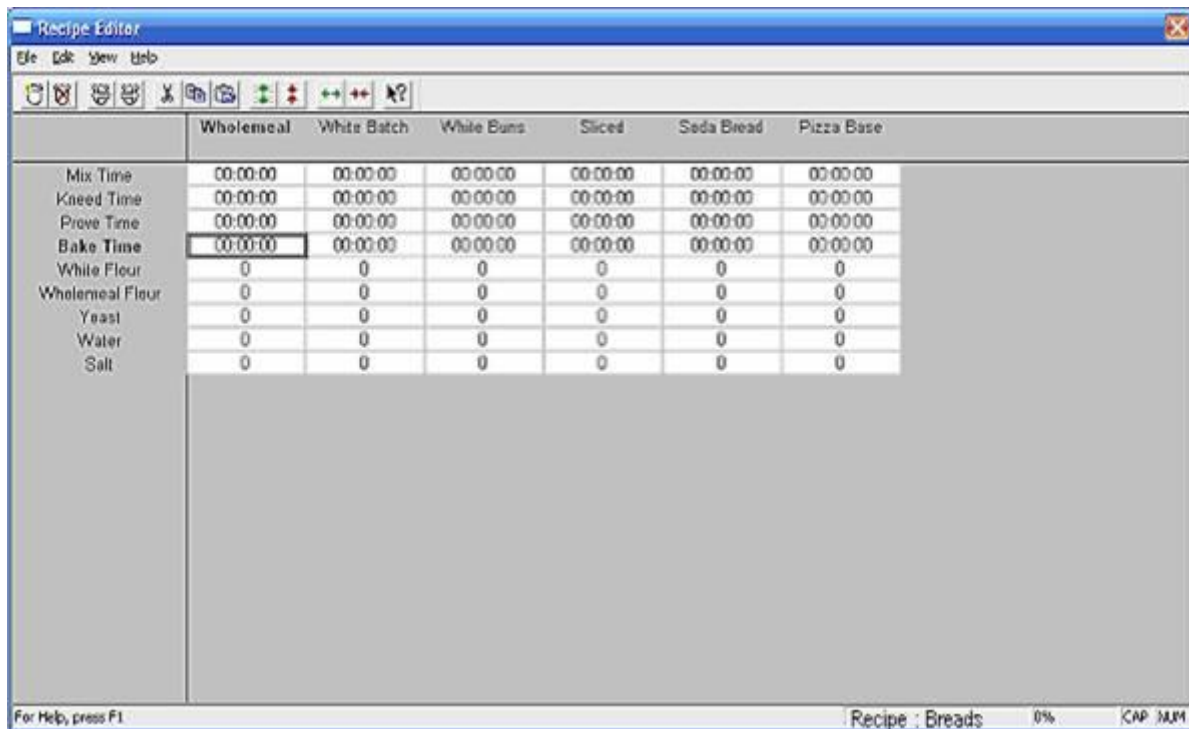 Recipe Editor
File Edit View Help
Wholemeal White Batch White Buns Sliced Soda Bread Pizza Base
Mix Time 00:00:00 00:00:00 00:00:00 00:00:00 00:00:00 00:00:00
Kneed Time 00:00:00 00:00:00 00:00:00 00:00:00 00:00:00 00:00:00
Prove Time 00:00:00 00:00:00 00:00:00 00:00:00 00:00:00 00:00:00
Bake Time 00:00:00 00:00:00 00:00:00 00:00:00 00:00:00 00:00:00
White Flour 0 0 0 0 0 0
Wholemeal Flour 0 0 0 0 0 0
Yeast 0 0 0 0 0 0
Water 0 0 0 0 0 0
Salt 0 0 0 0 0 0
For Help, press F1 Recipe : Breads 0% CAP NUM